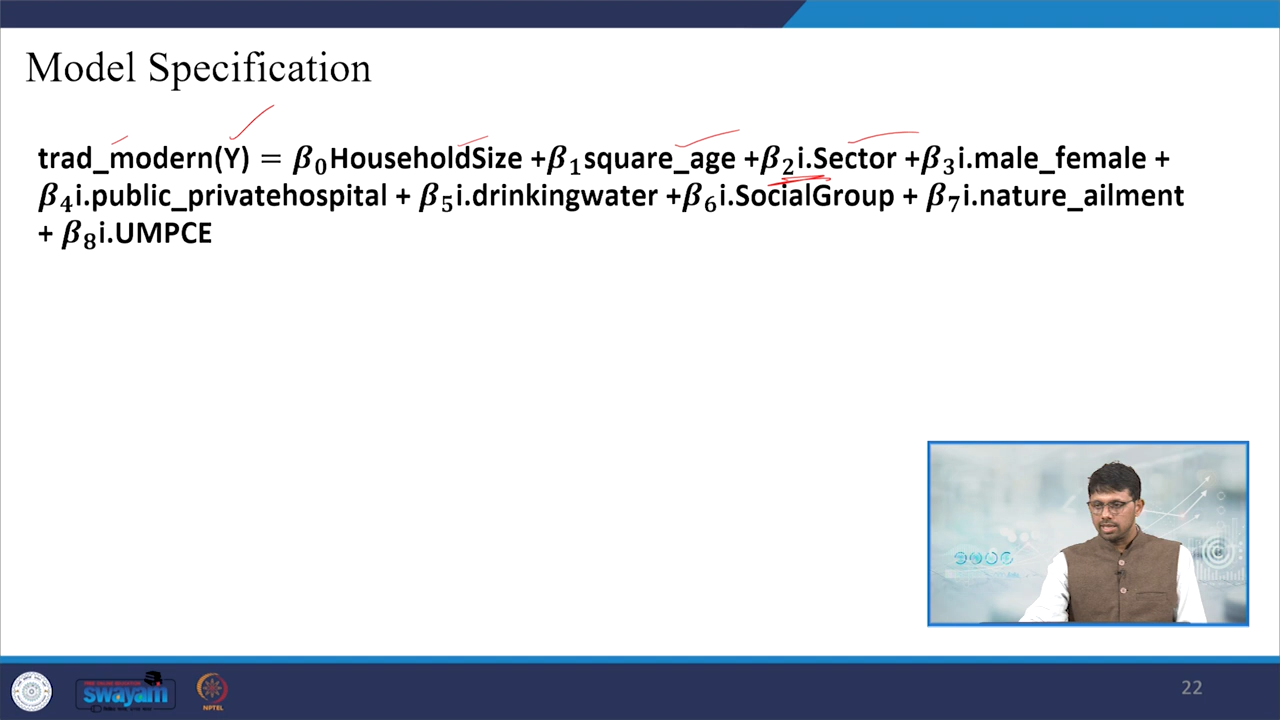 Model Specification
trad_modern(Y) = β₀HouseholdSize +β₁square_age +β₂i.Sector +β₃i.male_female +
β₄i.public_privatehospital + β₅i.drinkingwater +β₆i.SocialGroup + β₇i.nature_ailment
+ β₈i.UMPCE
swayam
NPTEL
22